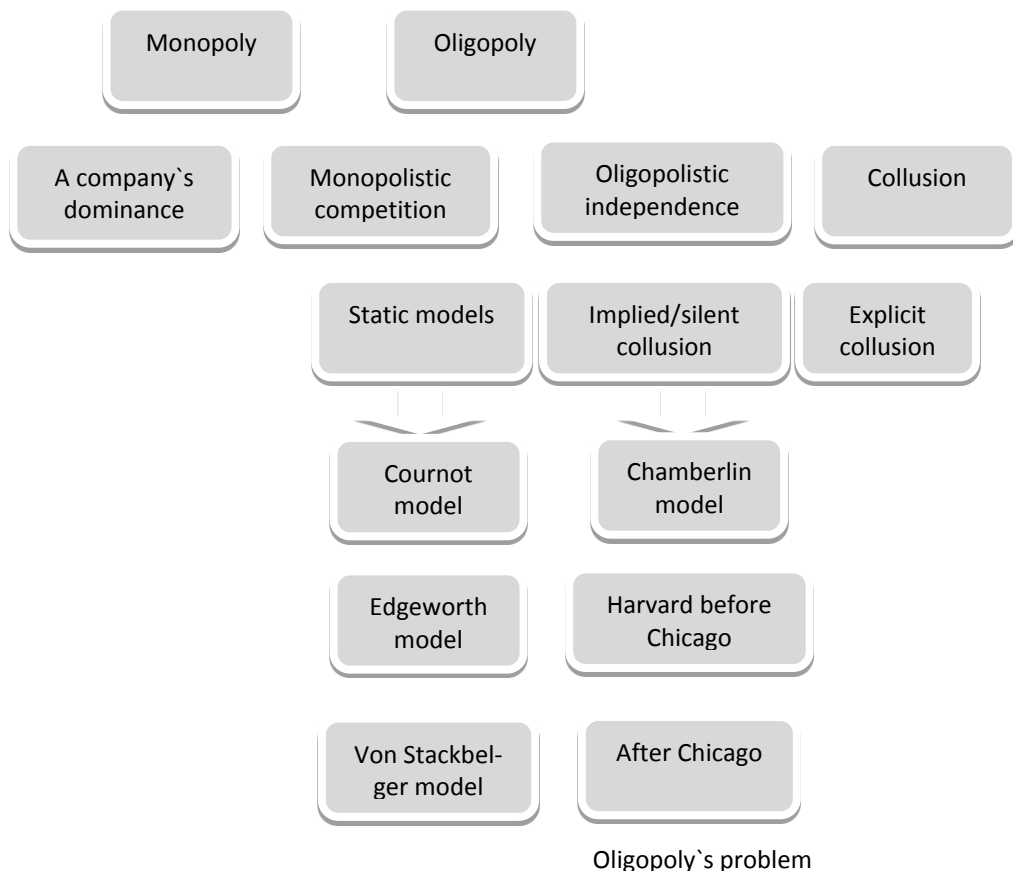 Monopoly
Oligopoly
A company`s
dominance
Monopolistic
competition
Oligopolistic
independence
Collusion
Static models
Implied/silent
collusion
Explicit
collusion
Cournot
model
Chamberlin
model
Edgeworth
model
Harvard before
Chicago
Von Stackbel-
ger model
After Chicago
Oligopoly`s problem